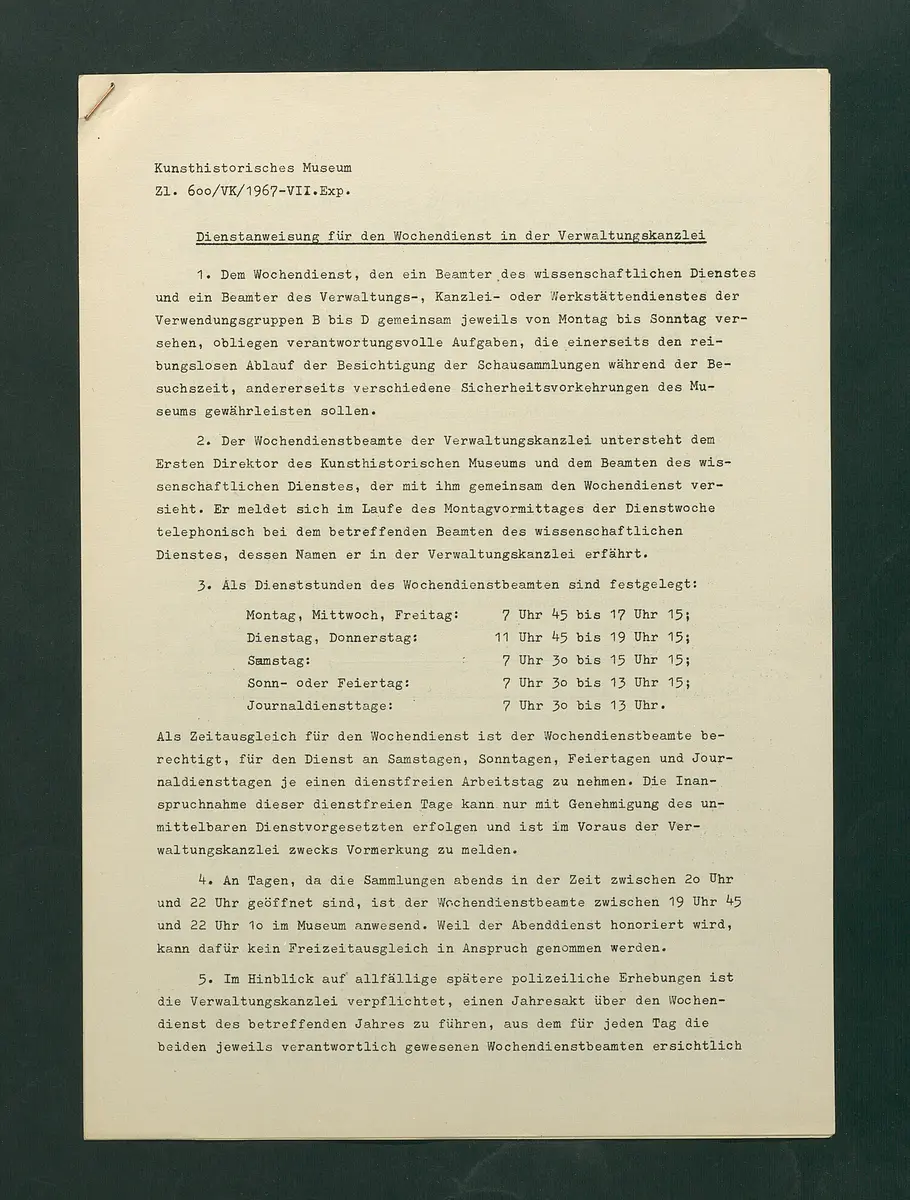 Kunsthistorisches Museum
Zl. 600/VK/1967-VII.Exp.
Dienstanweisung für den Wochendienst in der Verwaltungskanzlei
1. Dem Wochendienst, den ein Beamter des wissenschaftlichen Dienstes
und ein Beamter des Verwaltungs-, Kanzlei- oder Werkstättendienstes der
Verwendungsgruppen B bis D gemeinsam jeweils von Montag bis Sonntag ver-
sehen, obliegen verantwortungsvolle Aufgaben, die einerseits den rei-
bungslosen Ablauf der Besichtigung der Schausammlungen während der Be-
suchszeit, andererseits verschiedene Sicherheitsvorkehrungen des Mu-
seums gewährleisten sollen.
2. Der Wochendienstbeamte der Verwaltungskanzlei untersteht dem
Ersten Direktor des Kunsthistorischen Museums und dem Beamten des wis-
senschaftlichen Dienstes, der mit ihm gemeinsam den Wochendienst ver-
sieht. Er meldet sich im Laufe des Montagvormittages der Dienstwoche
telephonisch bei dem betreffenden Beamten des wissenschaftlichen
Dienstes, dessen Namen er in der Verwaltungskanzlei erfährt.
3. Als Dienststunden des Wochendienstbeamten sind festgelegt:
Montag, Mittwoch, Freitag: 7 Uhr 45 bis 17 Uhr 15;
Dienstag, Donnerstag: 11 Uhr 45 bis 19 Uhr 15;
Samstag: 7 Uhr 3o bis 15 Uhr 15;
Sonn- oder Feiertag: 7 Uhr 3o bis 13 Uhr 15;
Journaldiensttage: 7 Uhr 3o bis 13 Uhr.
Als Zeitausgleich für den Wochendienst ist der Wochendienstbeamte be-
rechtigt, für den Dienst an Samstagen, Sonntagen, Feiertagen und Jour-
naldiensttagen je einen dienstfreien Arbeitstag zu nehmen. Die Inan-
spruchnahme dieser dienstfreien Tage kann nur mit Genehmigung des un-
mittelbaren Dienstvorgesetzten erfolgen und ist im Voraus der Ver-
waltungskanzlei zwecks Vormerkung zu melden.
4. An Tagen, da die Sammlungen abends in der Zeit zwischen 2o Uhr
und 22 Uhr geöffnet sind, ist der Wochendienstbeamte zwischen 19 Uhr 45
und 22 Uhr 1o im Museum anwesend. Weil der Abenddienst honoriert wird,
kann dafür kein Freizeitausgleich in Anspruch genommen werden.
5. Im Hinblick auf allfällige spätere polizeiliche Erhebungen ist
die Verwaltungskanzlei verpflichtet, einen Jahresakt über den Wochen-
dienst des betreffenden Jahres zu führen, aus dem für jeden Tag die
beiden jeweils verantwortlich gewesenen Wochendienstbeamten ersichtlich